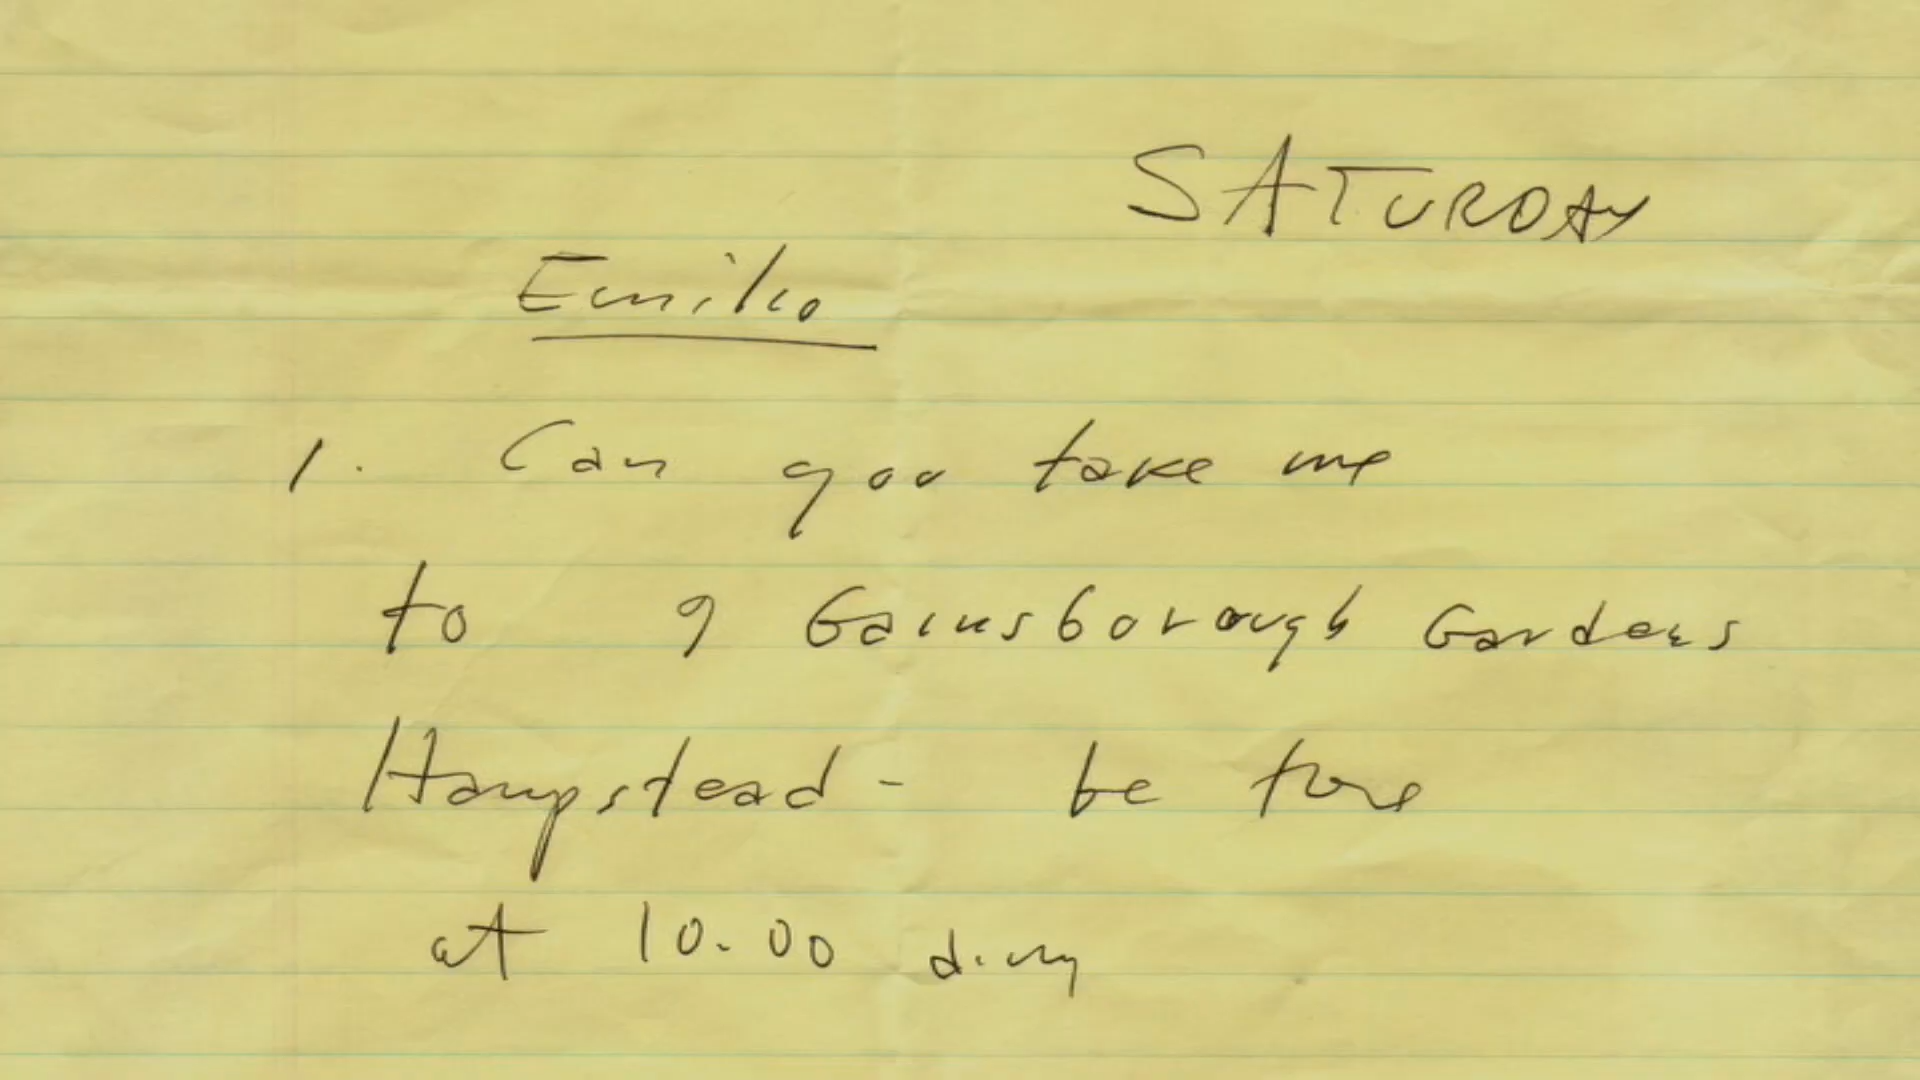 SATURDAY
Emilio
1. Can you take me
to 9 Gainsborough Gardens
Hampstead - be there
at 10.00